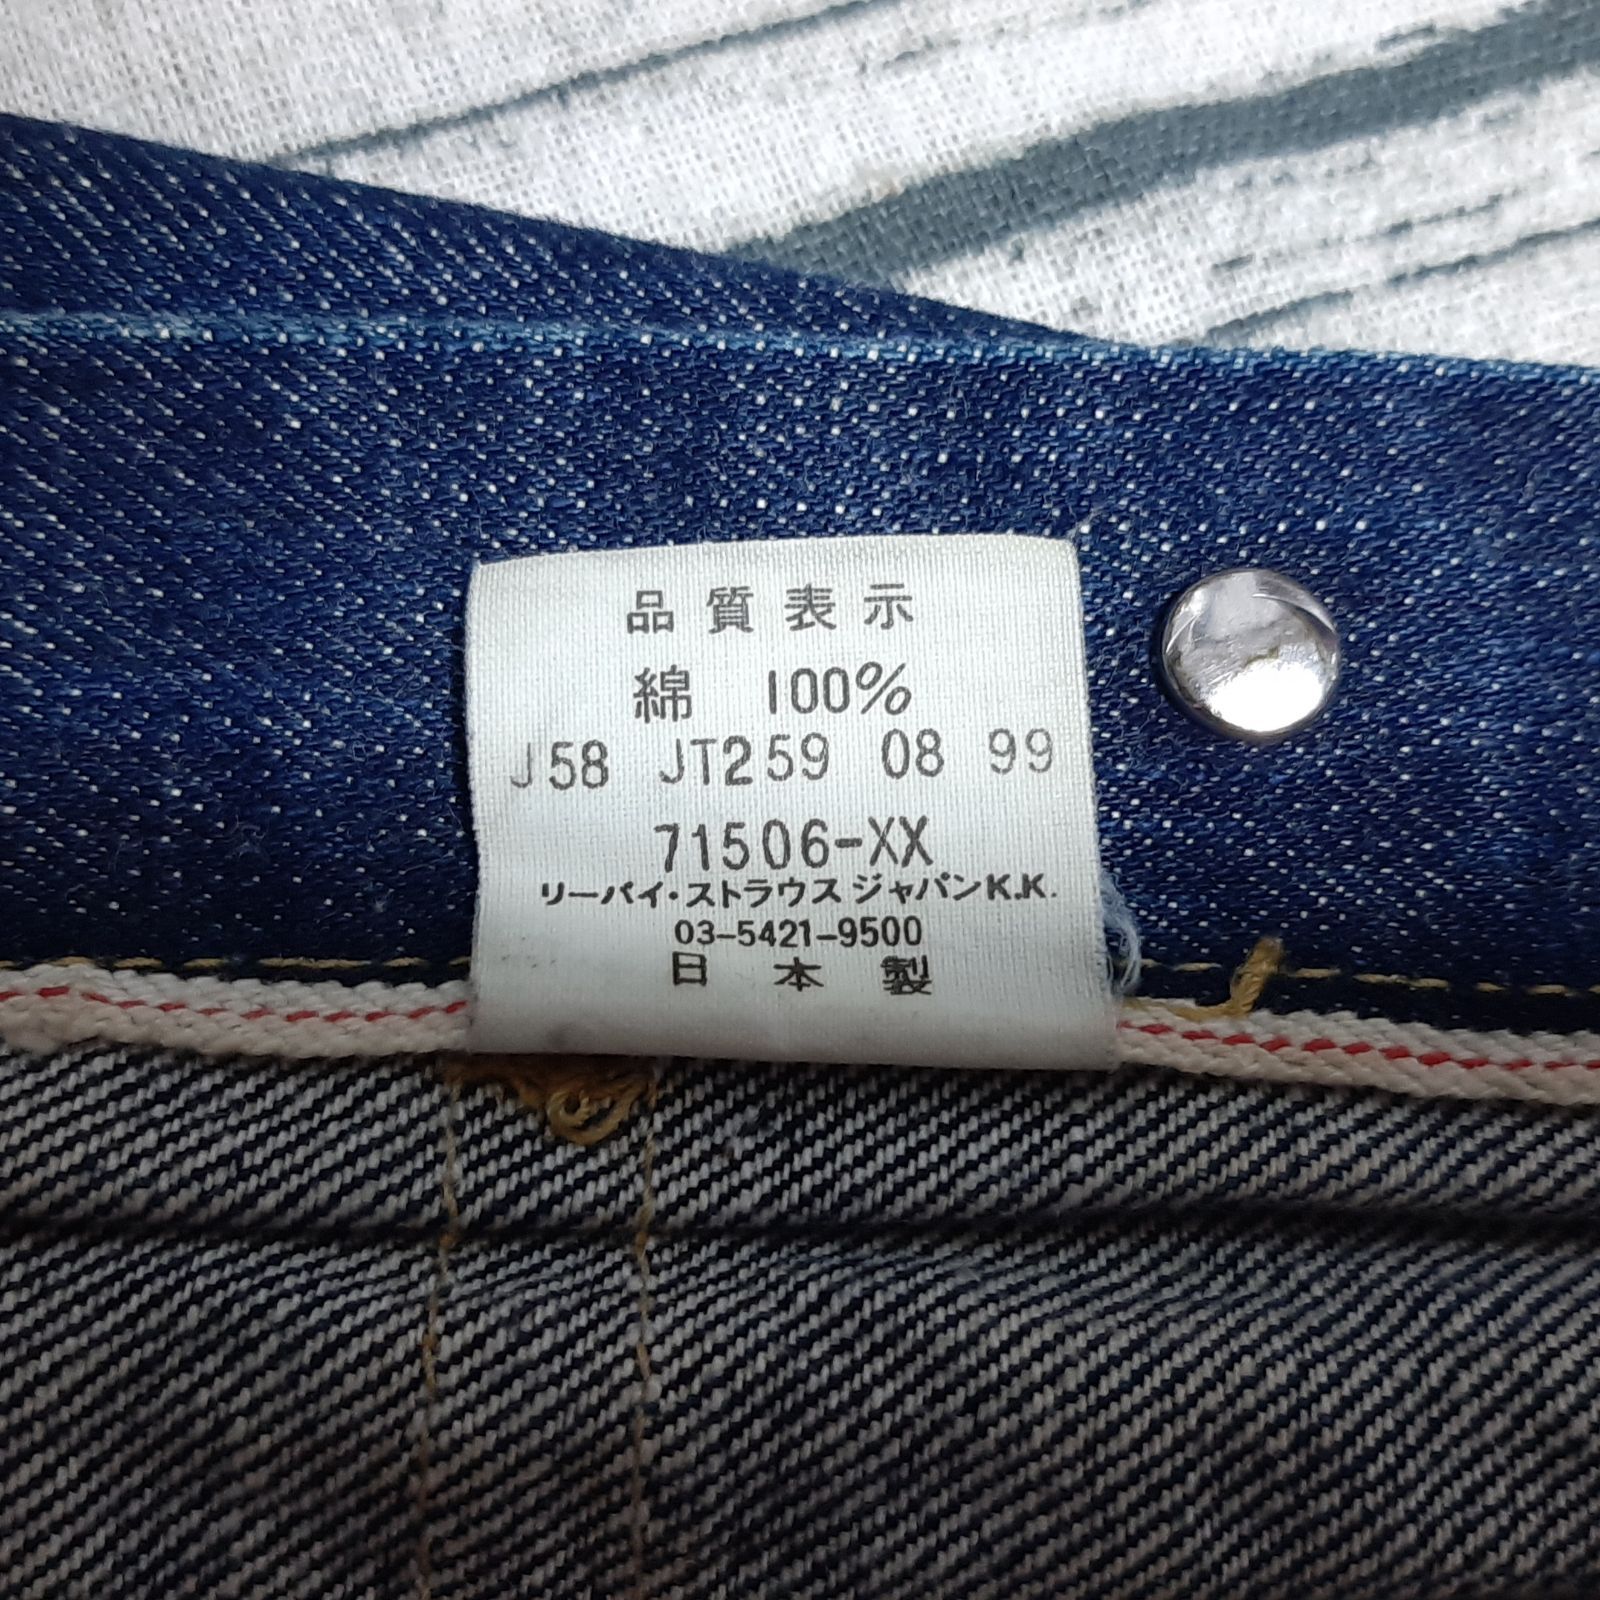 品質表示
綿 100%
J58 JT259 08 99
71506-XX
リーバイ・ストラウス ジャパンK.K.
03-5421-9500
日本製